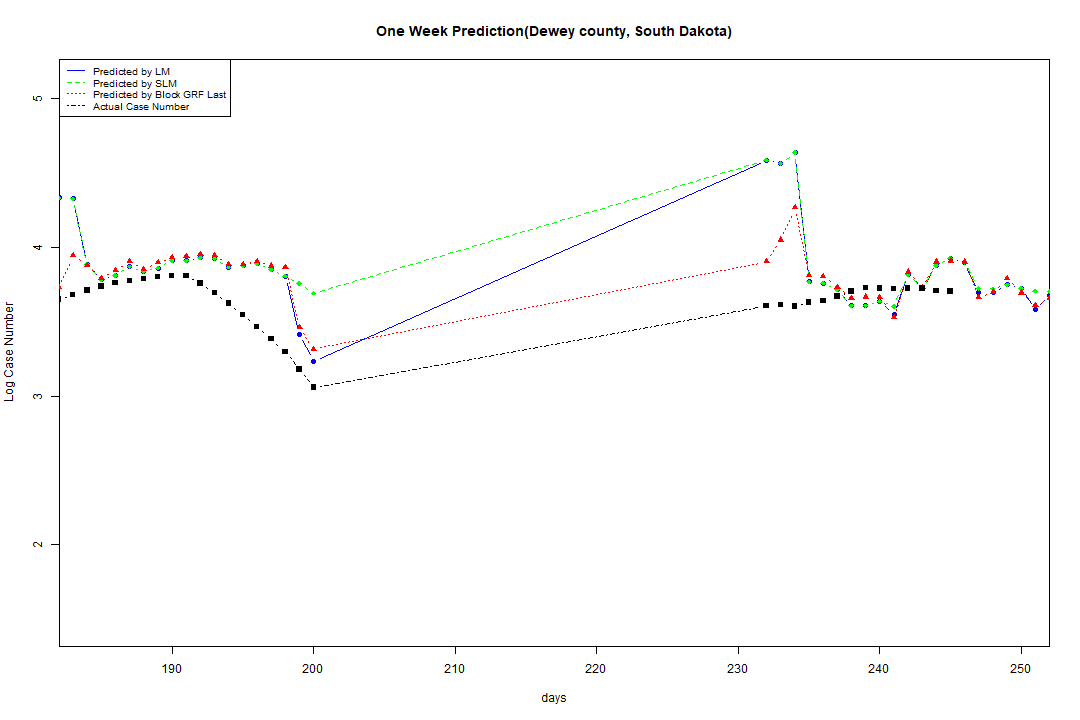 One Week Prediction(Dewey county, South Dakota)
Predicted by LM
Predicted by SLM
Predicted by Block GRF Last
Actual Case Number
5
4
3
2
Log Case Number
190 200 210 220 230 240 250
days